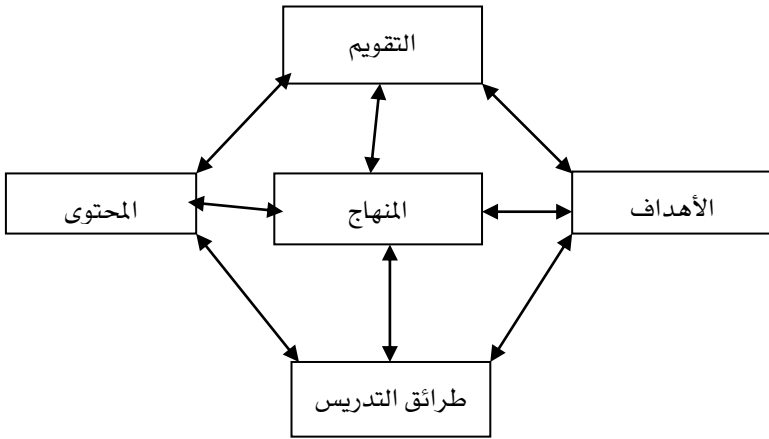 التقويم
الأهداف
المنهاج
المحتوى
طرائق التدريس